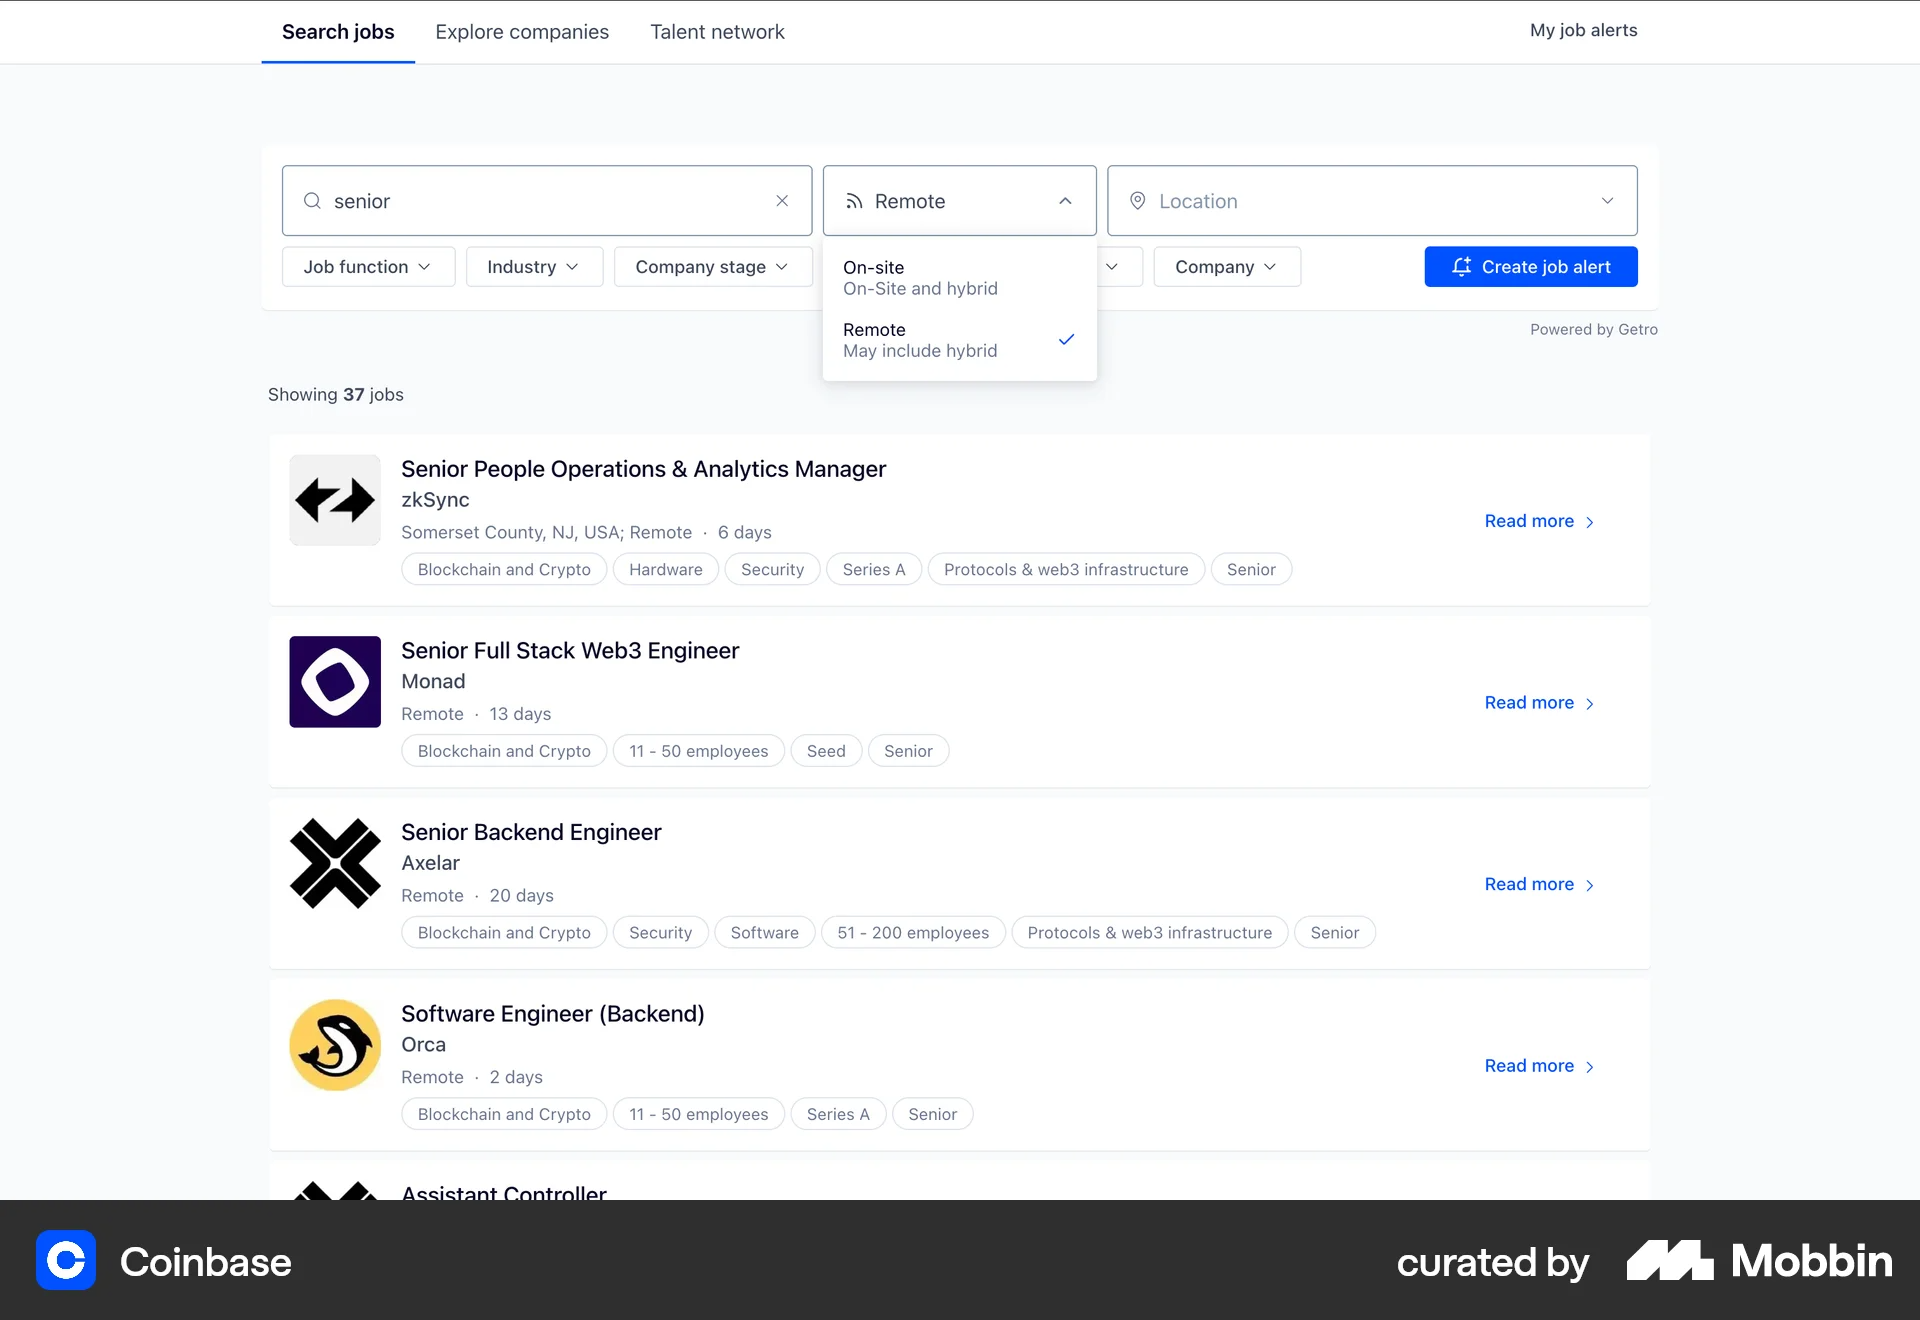 Search jobs
Explore companies
Talent network
My job alerts
senior
Remote
Location
Job function
Industry
Company stage
Company
Create job alert
On-site
On-Site and hybrid
Remote
May include hybrid
Powered by Getro
Showing 37 jobs
Senior People Operations & Analytics Manager
zkSync
Somerset County, NJ, USA; Remote · 6 days
Read more
Blockchain and Crypto
Hardware
Security
Series A
Protocols & web3 infrastructure
Senior
Senior Full Stack Web3 Engineer
Monad
Remote · 13 days
Read more
Blockchain and Crypto
11 - 50 employees
Seed
Senior
Senior Backend Engineer
Axelar
Remote · 20 days
Read more
Blockchain and Crypto
Security
Software
51 - 200 employees
Protocols & web3 infrastructure
Senior
Software Engineer (Backend)
Orca
Remote · 2 days
Read more
Blockchain and Crypto
11 - 50 employees
Series A
Senior
Assistant Controller
Coinbase
curated by
Mobbin